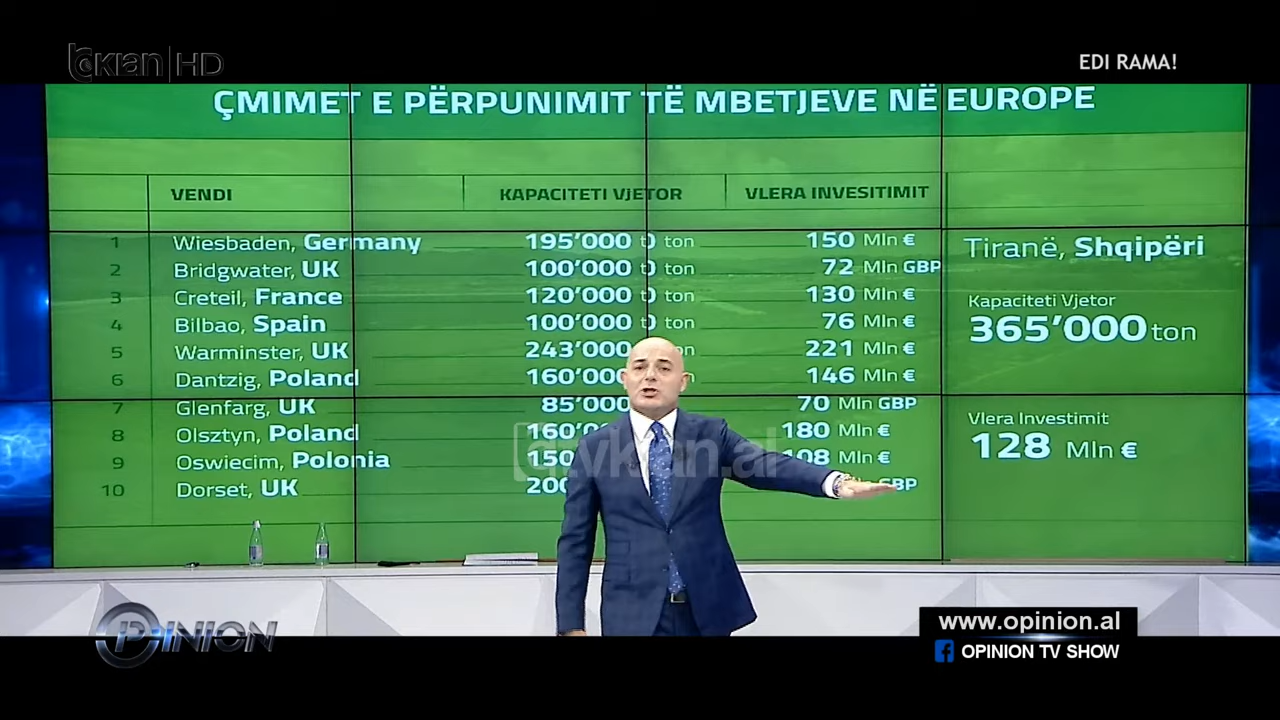 klan HD
EDI RAMA!
ÇMIMET E PËRPUNIMIT TË MBETJEVE NË EUROPE
VENDI KAPACITETI VJETOR VLERA INVESITIMIT
1 Wiesbaden, Germany 195’000 ton 150 Mln €
2 Bridgwater, UK 100’000 ton 72 Mln GBP
3 Creteil, France 120’000 ton 130 Mln €
4 Bilbao, Spain 100’000 ton 76 Mln €
5 Warminster, UK 243’000 221 Mln €
6 Dantzig, Poland 160’000 146 Mln €
7 Glenfarg, UK 85’000 70 Mln GBP
8 Olsztyn, Poland 180 Mln €
9 Oswiecim, Polonia 150 108 Mln €
10 Dorset, UK GBP
Tiranë, Shqipëri
Kapaciteti Vjetor
365’000 ton
Vlera Investimit
128 Mln €
tvklan.al
OPINION
www.opinion.al
OPINION TV SHOW